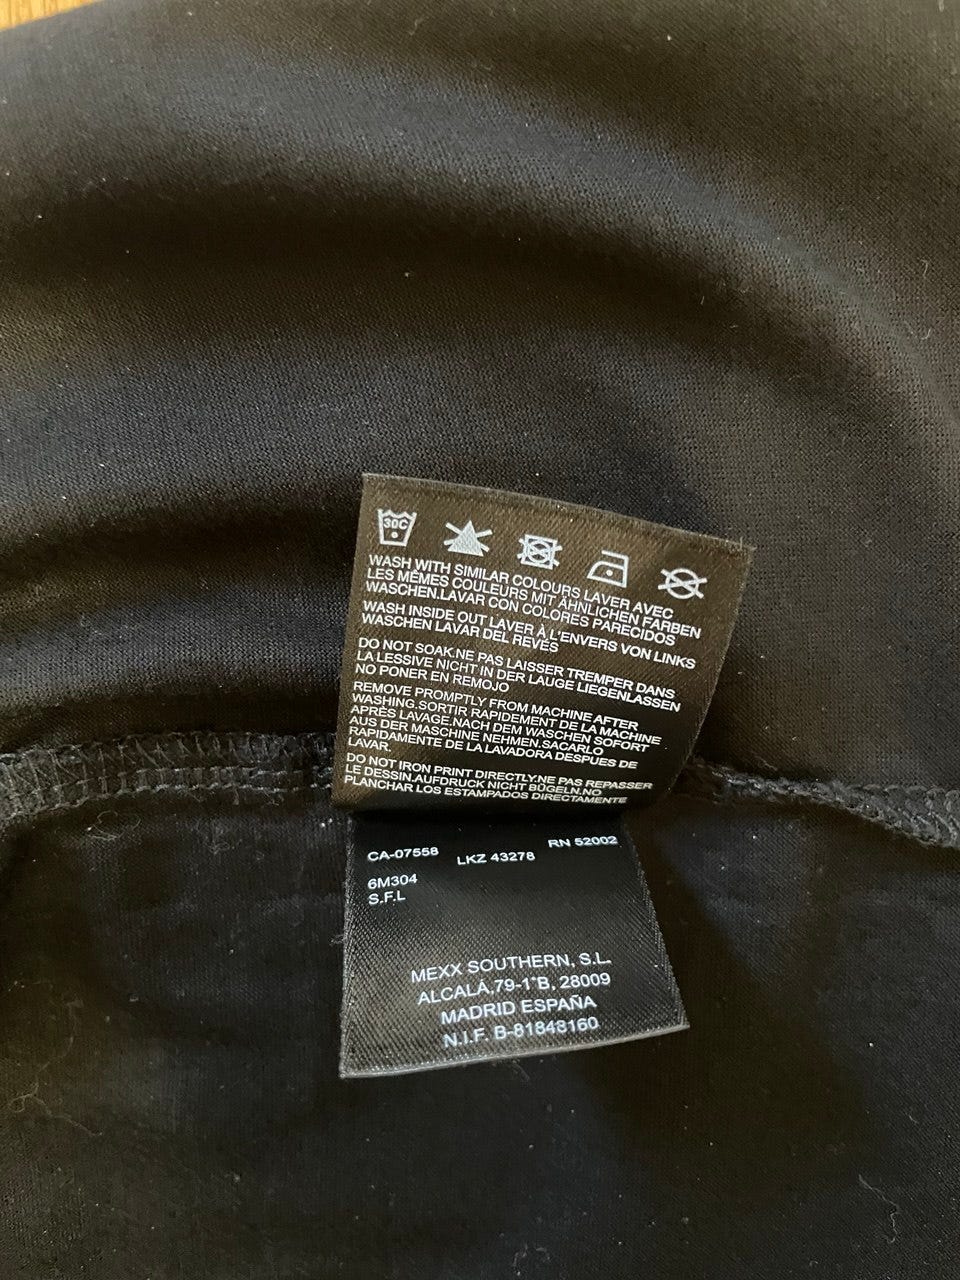 30C
WASH WITH SIMILAR COLOURS LAVER AVEC
LES MÊMES COULEURS MIT ÄHNLICHEN FARBEN
WASCHEN.LAVAR CON COLORES PARECIDOS
WASH INSIDE OUT LAVER À L'ENVERS VON LINKS
WASCHEN LAVAR DEL REVÉS
DO NOT SOAK.NE PAS LAISSER TREMPER DANS
LA LESSIVE NICHT IN DER LAUGE LIEGENLASSEN
NO PONER EN REMOJO
REMOVE PROMPTLY FROM MACHINE AFTER
WASHING.SORTIR RAPIDEMENT DE LA MACHINE
APRÈS LAVAGE.NACH DEM WASCHEN SOFORT
AUS DER MASCHINE NEHMEN.SACARLO
RAPIDAMENTE DE LA LAVADORA DESPUES DE
LAVAR.
DO NOT IRON PRINT DIRECTLY.NE PAS REPASSER
LE DESSIN.AUFDRUCK NICHT BÜGELN.NO
PLANCHAR LOS ESTAMPADOS DIRECTAMENTE
CA-07558 LKZ 43278 RN 52002
6M304
S.F.L
MEXX SOUTHERN, S.L.
ALCALA,79-1°B, 28009
MADRID ESPAÑA
N.I.F. B-81848160